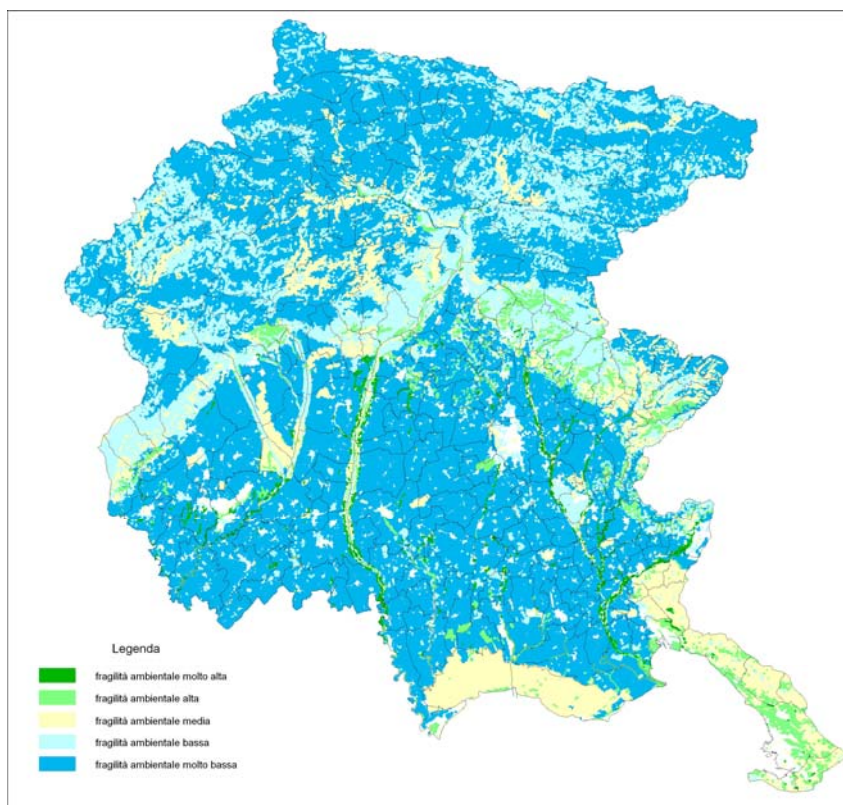 Legenda
fragilità ambientale molto alta
fragilità ambientale alta
fragilità ambientale media
fragilità ambientale bassa
fragilità ambientale molto bassa